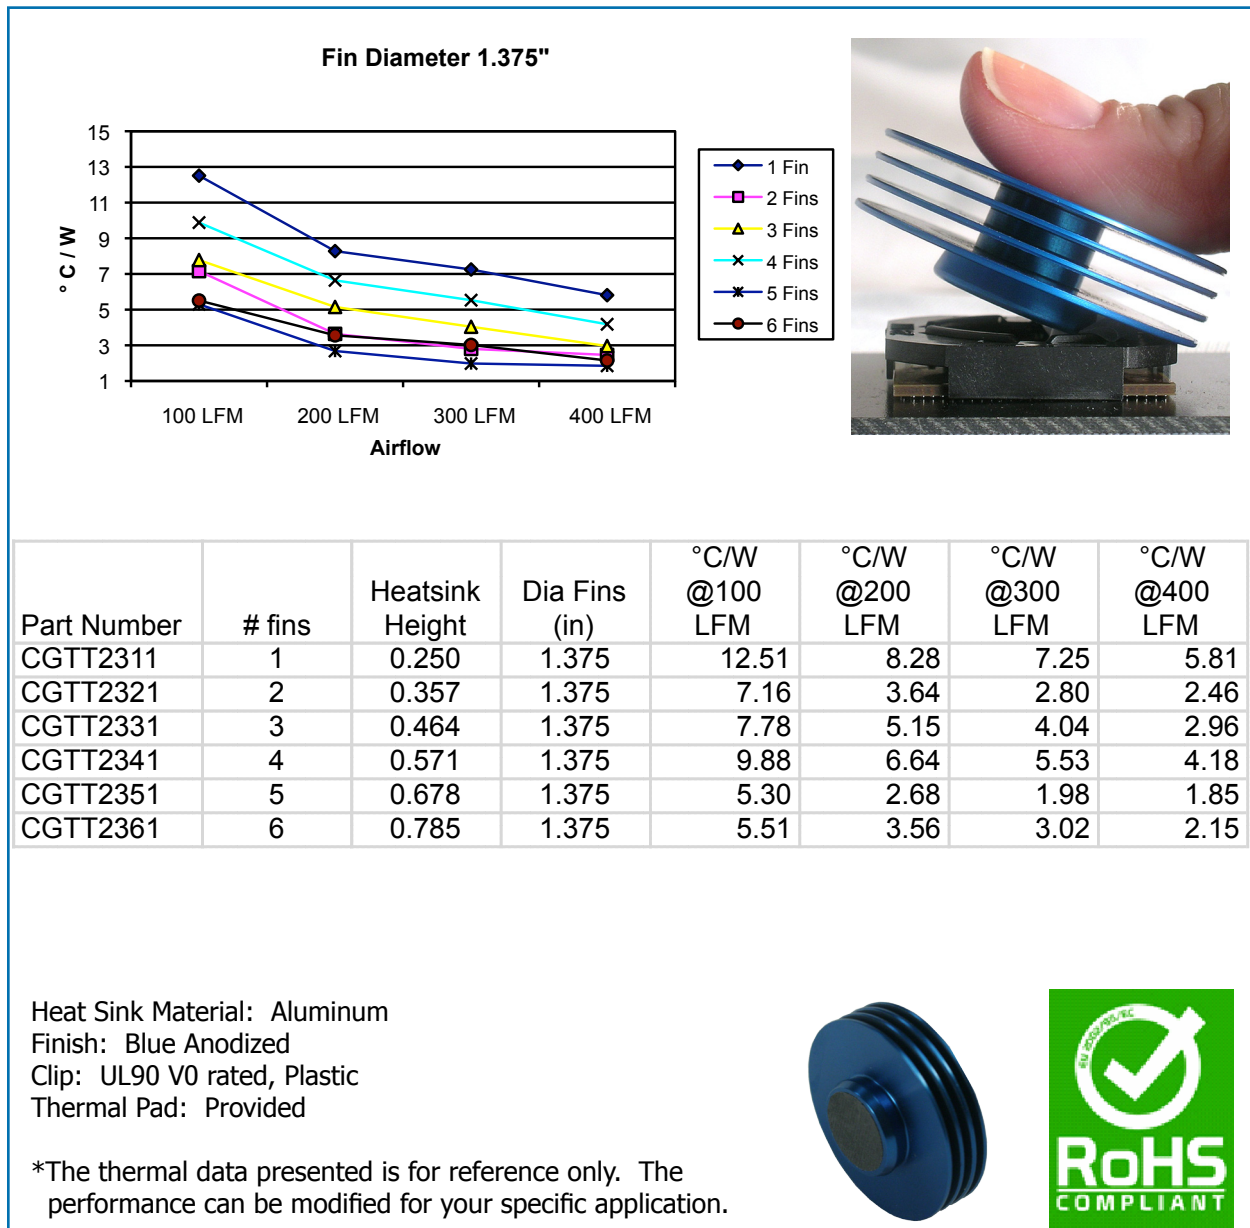 Fin Diameter 1.375"
15
13
11
9
7
5
3
1
° C / W
100 LFM 200 LFM 300 LFM 400 LFM
Airflow
1 Fin
2 Fins
3 Fins
4 Fins
5 Fins
6 Fins
Part Number # fins Heatsink Height Dia Fins (in) °C/W @100 LFM °C/W @200 LFM °C/W @300 LFM °C/W @400 LFM
CGTT2311 1 0.250 1.375 12.51 8.28 7.25 5.81
CGTT2321 2 0.357 1.375 7.16 3.64 2.80 2.46
CGTT2331 3 0.464 1.375 7.78 5.15 4.04 2.96
CGTT2341 4 0.571 1.375 9.88 6.64 5.53 4.18
CGTT2351 5 0.678 1.375 5.30 2.68 1.98 1.85
CGTT2361 6 0.785 1.375 5.51 3.56 3.02 2.15
Heat Sink Material: Aluminum
Finish: Blue Anodized
Clip: UL90 V0 rated, Plastic
Thermal Pad: Provided
*The thermal data presented is for reference only. The
performance can be modified for your specific application.
EU 2002/95/EC
RoHS
COMPLIANT